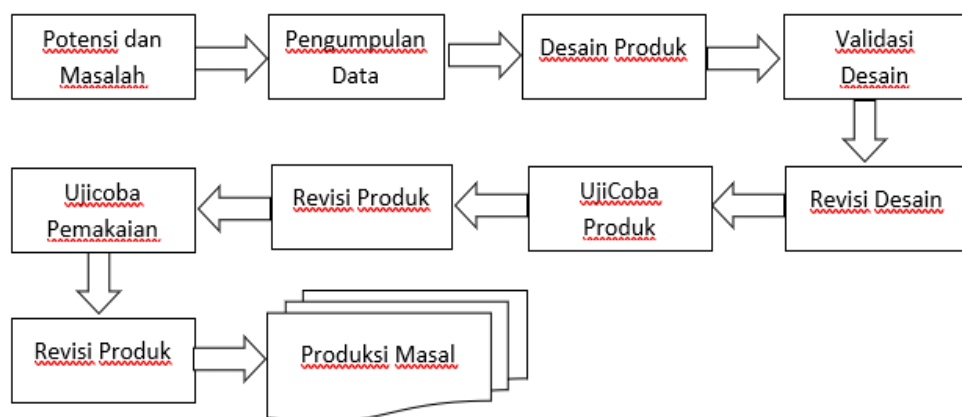 Potensi dan
Masalah
Pengumpulan
Data
Desain Produk
Validasi
Desain
Revisi Desain
UjiCoba
Produk
Revisi Produk
Ujicoba
Pemakaian
Revisi Produk
Produksi Masal